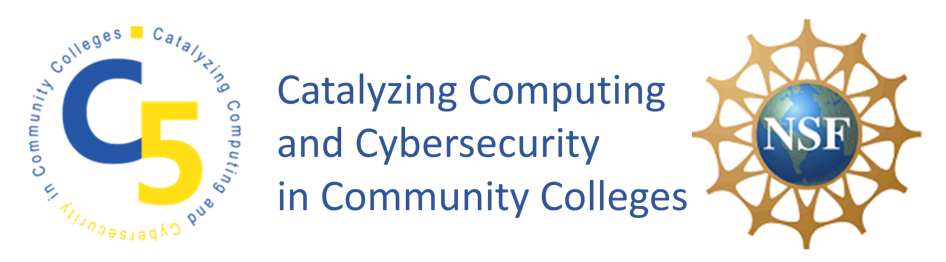 Catalyzing Computing and Cybersecurity in Community Colleges
C5
Catalyzing Computing
and Cybersecurity
in Community Colleges
NSF